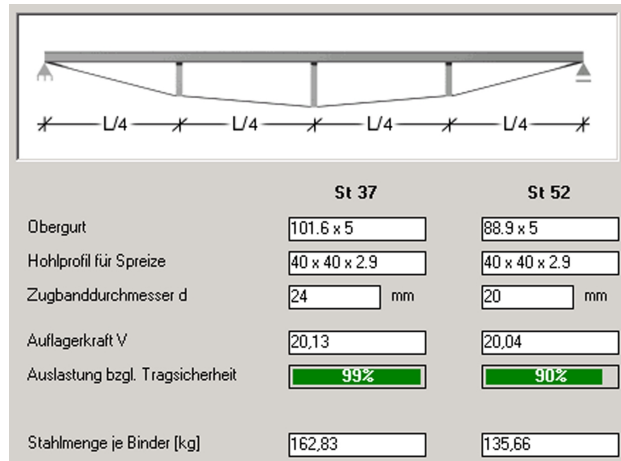 L/4 L/4 L/4 L/4
St 37 St 52
Obergurt 101.6 x 5 88.9 x 5
Hohlprofil für Spreize 40 x 40 x 2.9 40 x 40 x 2.9
Zugbanddurchmesser d 24 mm 20 mm
Auflagerkraft V 20,13 20,04
Auslastung bzgl. Tragsicherheit 99% 90%
Stahlmenge je Binder [kg] 162,83 135,66